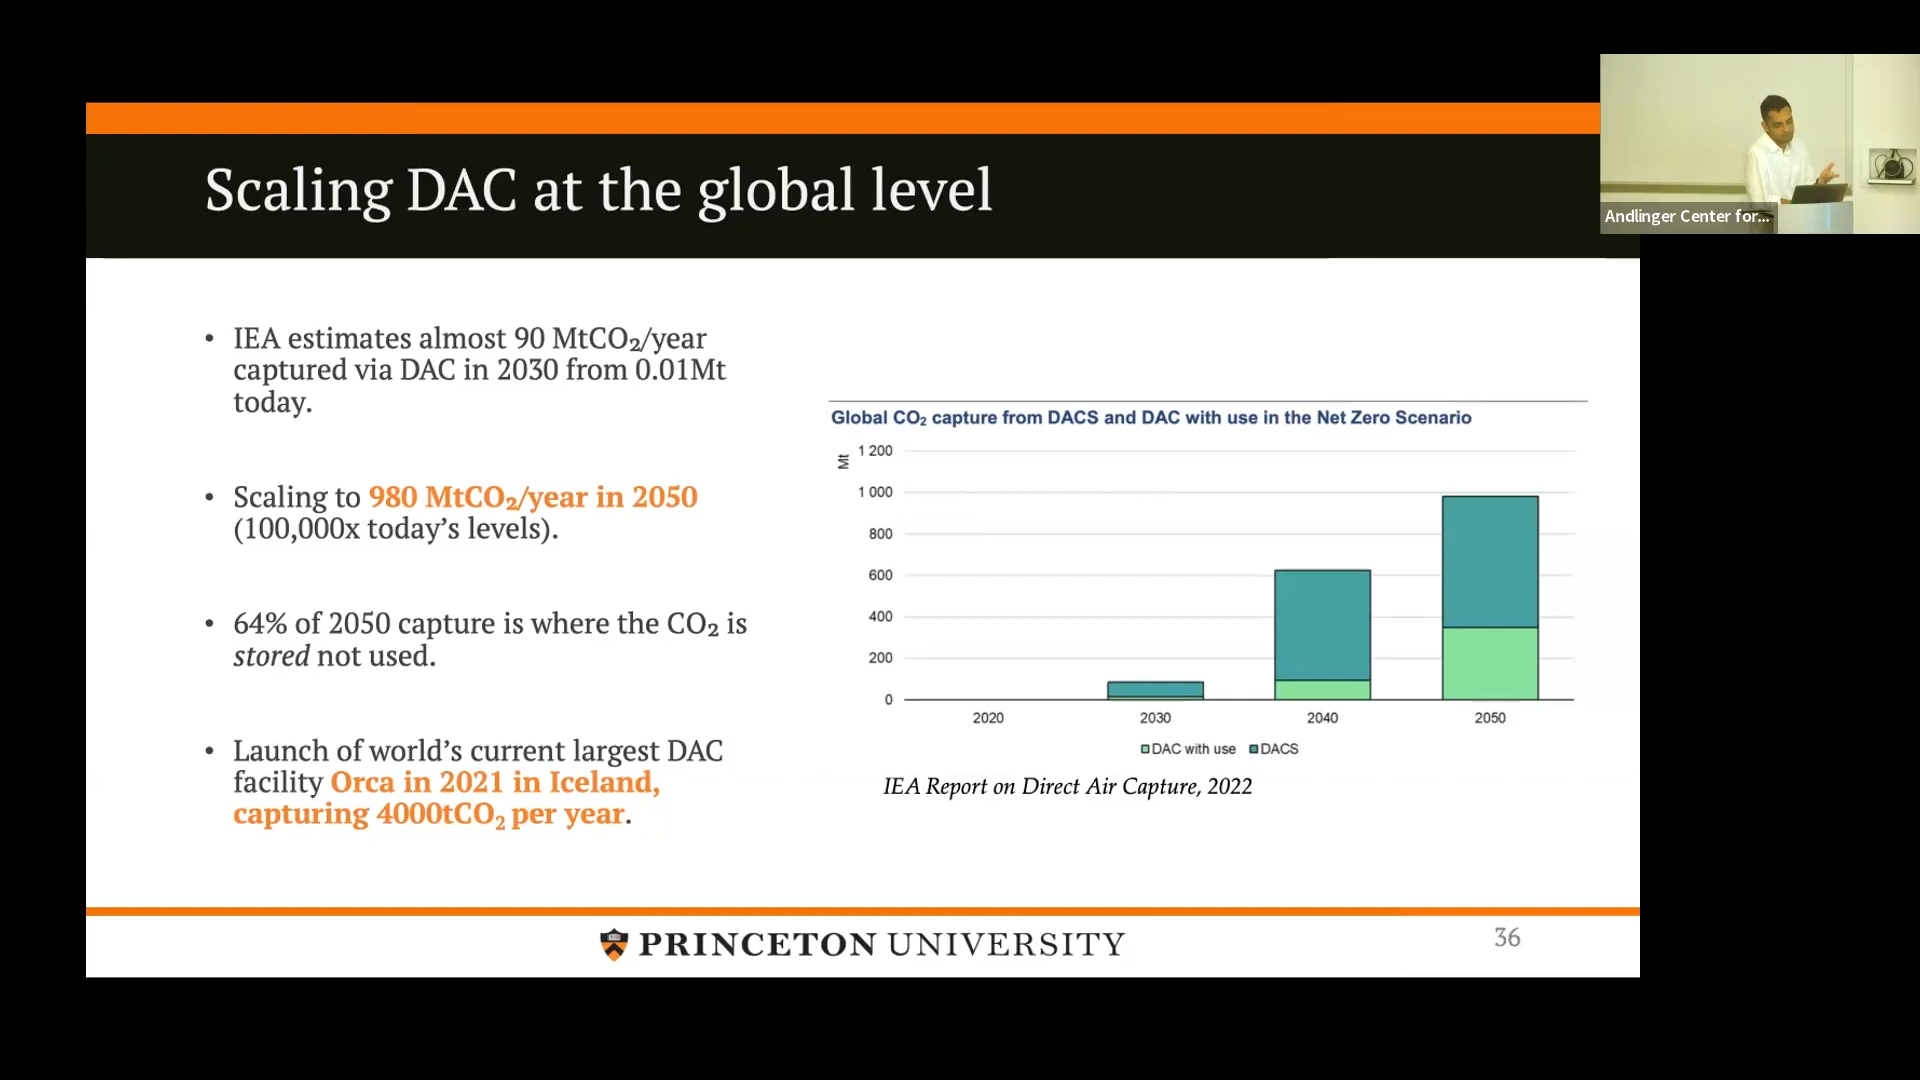 Scaling DAC at the global level
Andlinger Center for...
• IEA estimates almost 90 MtCO₂/year
captured via DAC in 2030 from 0.01Mt
today.
• Scaling to 980 MtCO₂/year in 2050
(100,000x today's levels).
• 64% of 2050 capture is where the CO₂ is
stored not used.
• Launch of world's current largest DAC
facility Orca in 2021 in Iceland,
capturing 4000tCO₂ per year.
Global CO₂ capture from DACS and DAC with use in the Net Zero Scenario
Mt
1 200
1 000
800
600
400
200
0
2020 2030 2040 2050
DAC with use DACS
IEA Report on Direct Air Capture, 2022
PRINCETON UNIVERSITY
36